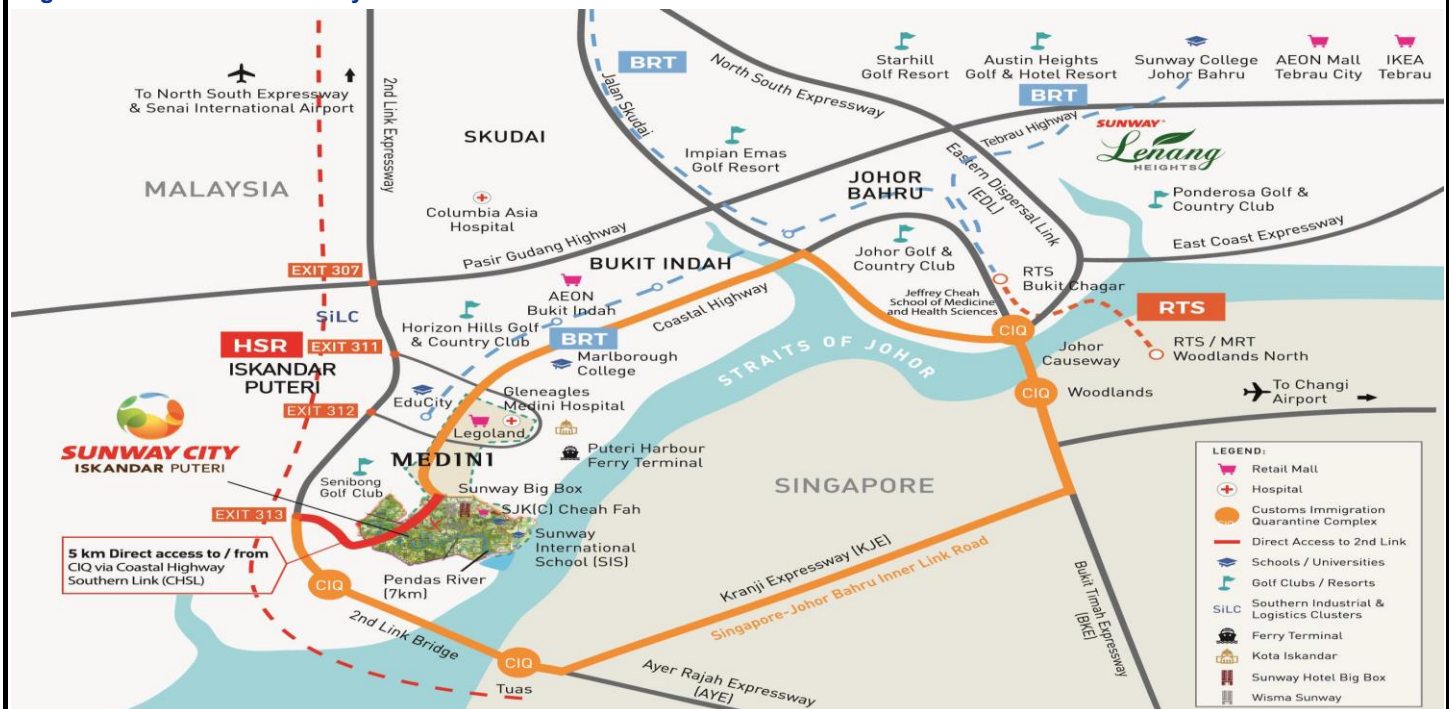 BRT
Jalan Skudai
North South Expressway
Starhill
Golf Resort
Austin Heights
Golf & Hotel Resort
Sunway College
Johor Bahru
AEON Mall
Tebrau City
IKEA
Tebrau
BRT
To North South Expressway
& Senai International Airport
2nd Link Expressway
SKUDAI
Impian Emas
Golf Resort
Tebrau Highway
SUNWAY
Lenang
HEIGHTS
MALAYSIA
Columbia Asia
Hospital
JOHOR
BAHRU
Eastern Dispersal Link
(EDL)
Ponderosa Golf &
Country Club
East Coast Expressway
Pasir Gudang Highway
EXIT 307
BUKIT INDAH
Johor Golf &
Country Club
RTS
Bukit Chagar
AEON
Bukit Indah
Coastal Highway
Jeffrey Cheah
School of Medicine
and Health Sciences
RTS
SiLC
Horizon Hills Golf
& Country Club
BRT
CIQ
Johor
Causeway
RTS / MRT
Woodlands North
HSR
EXIT 311
ISKANDAR
PUTERI
Marlborough
College
STRAITS OF JOHOR
EduCity
Gleneagles
Medini Hospital
CIQ
Woodlands
To Changi
Airport
EXIT 312
Legoland
SUNWAY CITY
ISKANDAR PUTERI
MEDINI
Puteri Harbour
Ferry Terminal
Senibong
Golf Club
Sunway Big Box
SINGAPORE
EXIT 313
SJK(C) Cheah Fah
Sunway
International
School (SIS)
5 km Direct access to / from
CIQ via Coastal Highway
Southern Link (CHSL)
CIQ
Pendas River
(7km)
2nd Link Bridge
Kranji Expressway (KJE)
Singapore-Johor Bahru Inner Link Road
Bukit Timah Expressway
(BKE)
CIQ
Tuas
Ayer Rajah Expressway
(AYE)
LEGEND:
Retail Mall
Hospital
Customs Immigration
Quarantine Complex
Direct Access to 2nd Link
Schools / Universities
Golf Clubs / Resorts
SiLC Southern Industrial &
Logistics Clusters
Ferry Terminal
Kota Iskandar
Sunway Hotel Big Box
Wisma Sunway